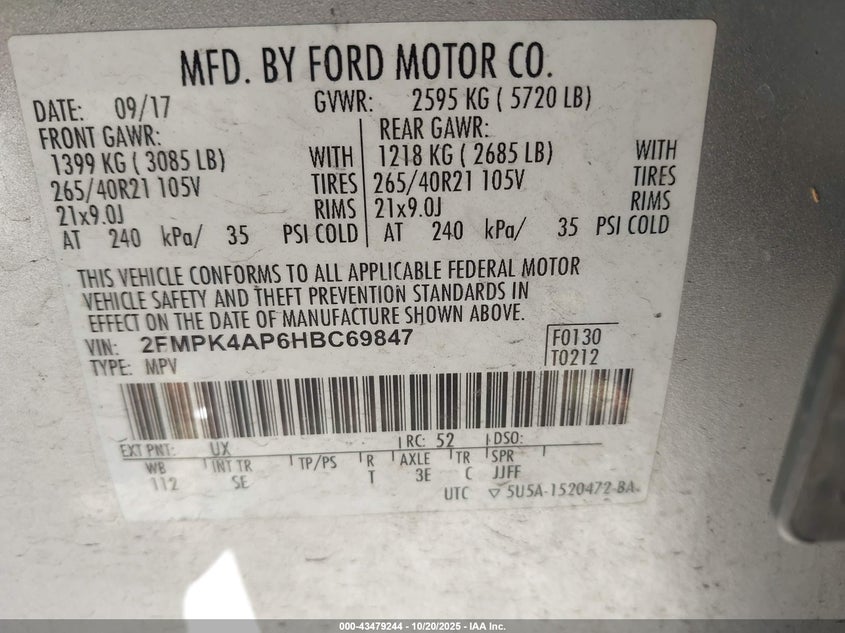 MFD. BY FORD MOTOR CO.
DATE: 09/17 GVWR: 2595 KG ( 5720 LB)
FRONT GAWR: REAR GAWR:
1399 KG ( 3085 LB) WITH 1218 KG ( 2685 LB) WITH
265/40R21 105V TIRES 265/40R21 105V TIRES
21x9.0J RIMS 21x9.0J RIMS
AT 240 kPa/ 35 PSI COLD AT 240 kPa/ 35 PSI COLD
THIS VEHICLE CONFORMS TO ALL APPLICABLE FEDERAL MOTOR
VEHICLE SAFETY AND THEFT PREVENTION STANDARDS IN
EFFECT ON THE DATE OF MANUFACTURE SHOWN ABOVE.
VIN: 2FMPK4AP6HBC69847 F0130
TYPE: MPV T0212
EXT PNT: UX RC: 52 DSO:
WB INT TR TP/PS R AXLE TR SPR
112 SE T 3E C JJFF
UTC ▽ 5U5A-1520472-BA
000-43479244 - 10/20/2025 - IAA Inc.